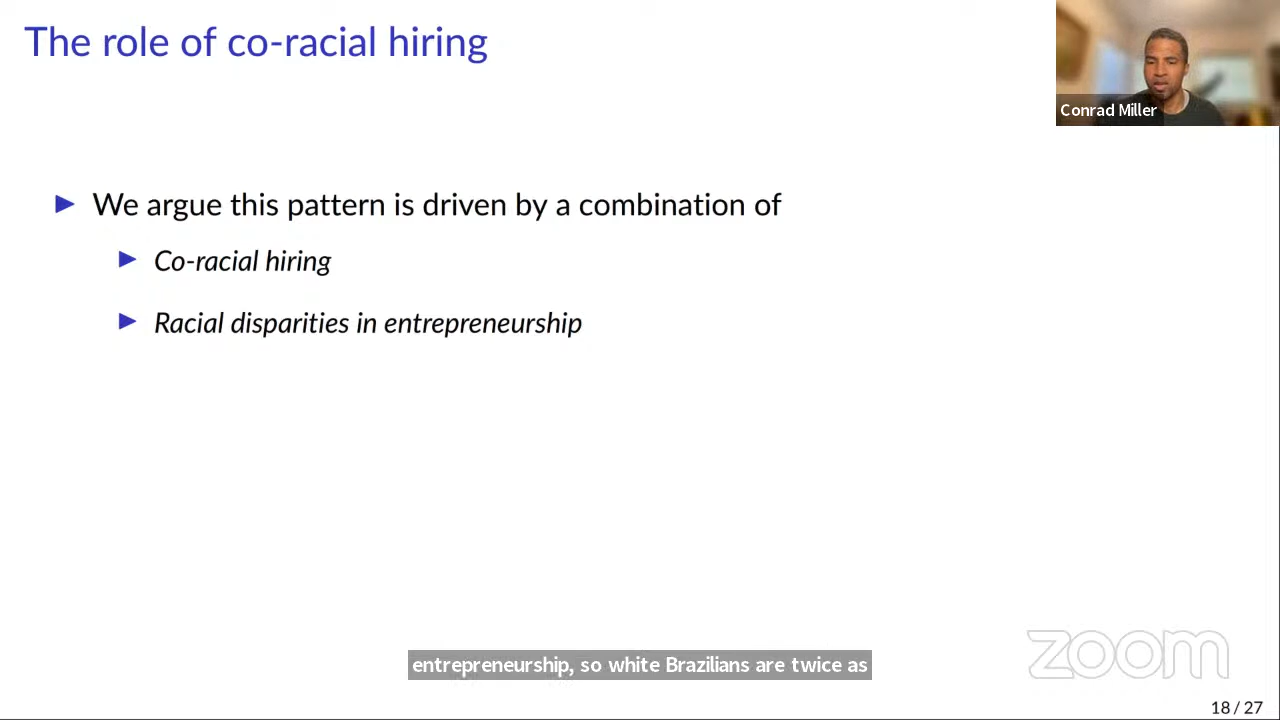 The role of co-racial hiring
Conrad Miller
We argue this pattern is driven by a combination of
Co-racial hiring
Racial disparities in entrepreneurship
entrepreneurship, so white Brazilians are twice as
zoom
18 / 27